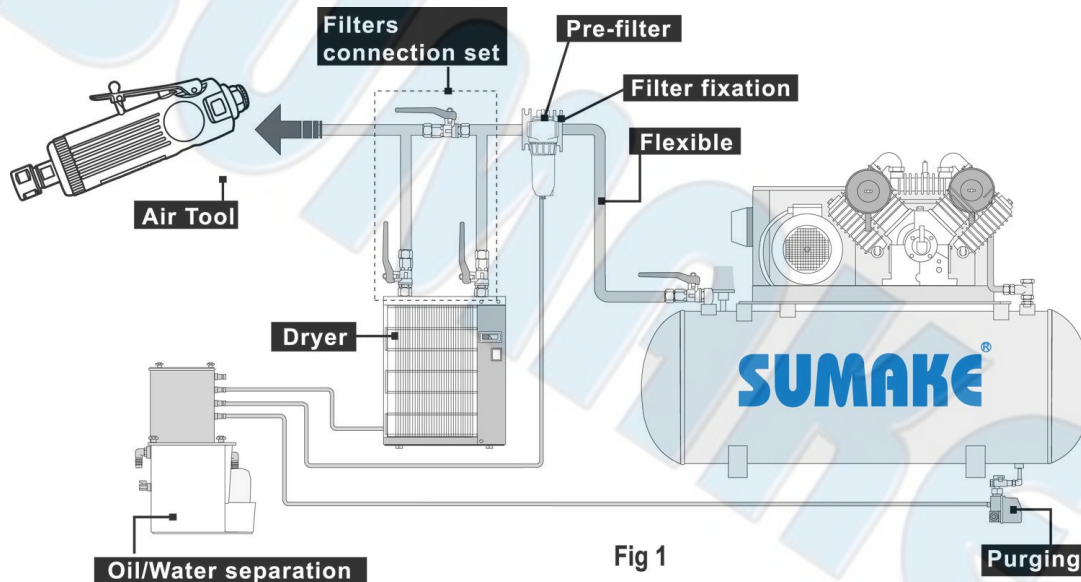 Filters
connection set
Pre-filter
Filter fixation
Flexible
Air Tool
Dryer
SUMAKE®
Oil/Water separation
Fig 1
Purging